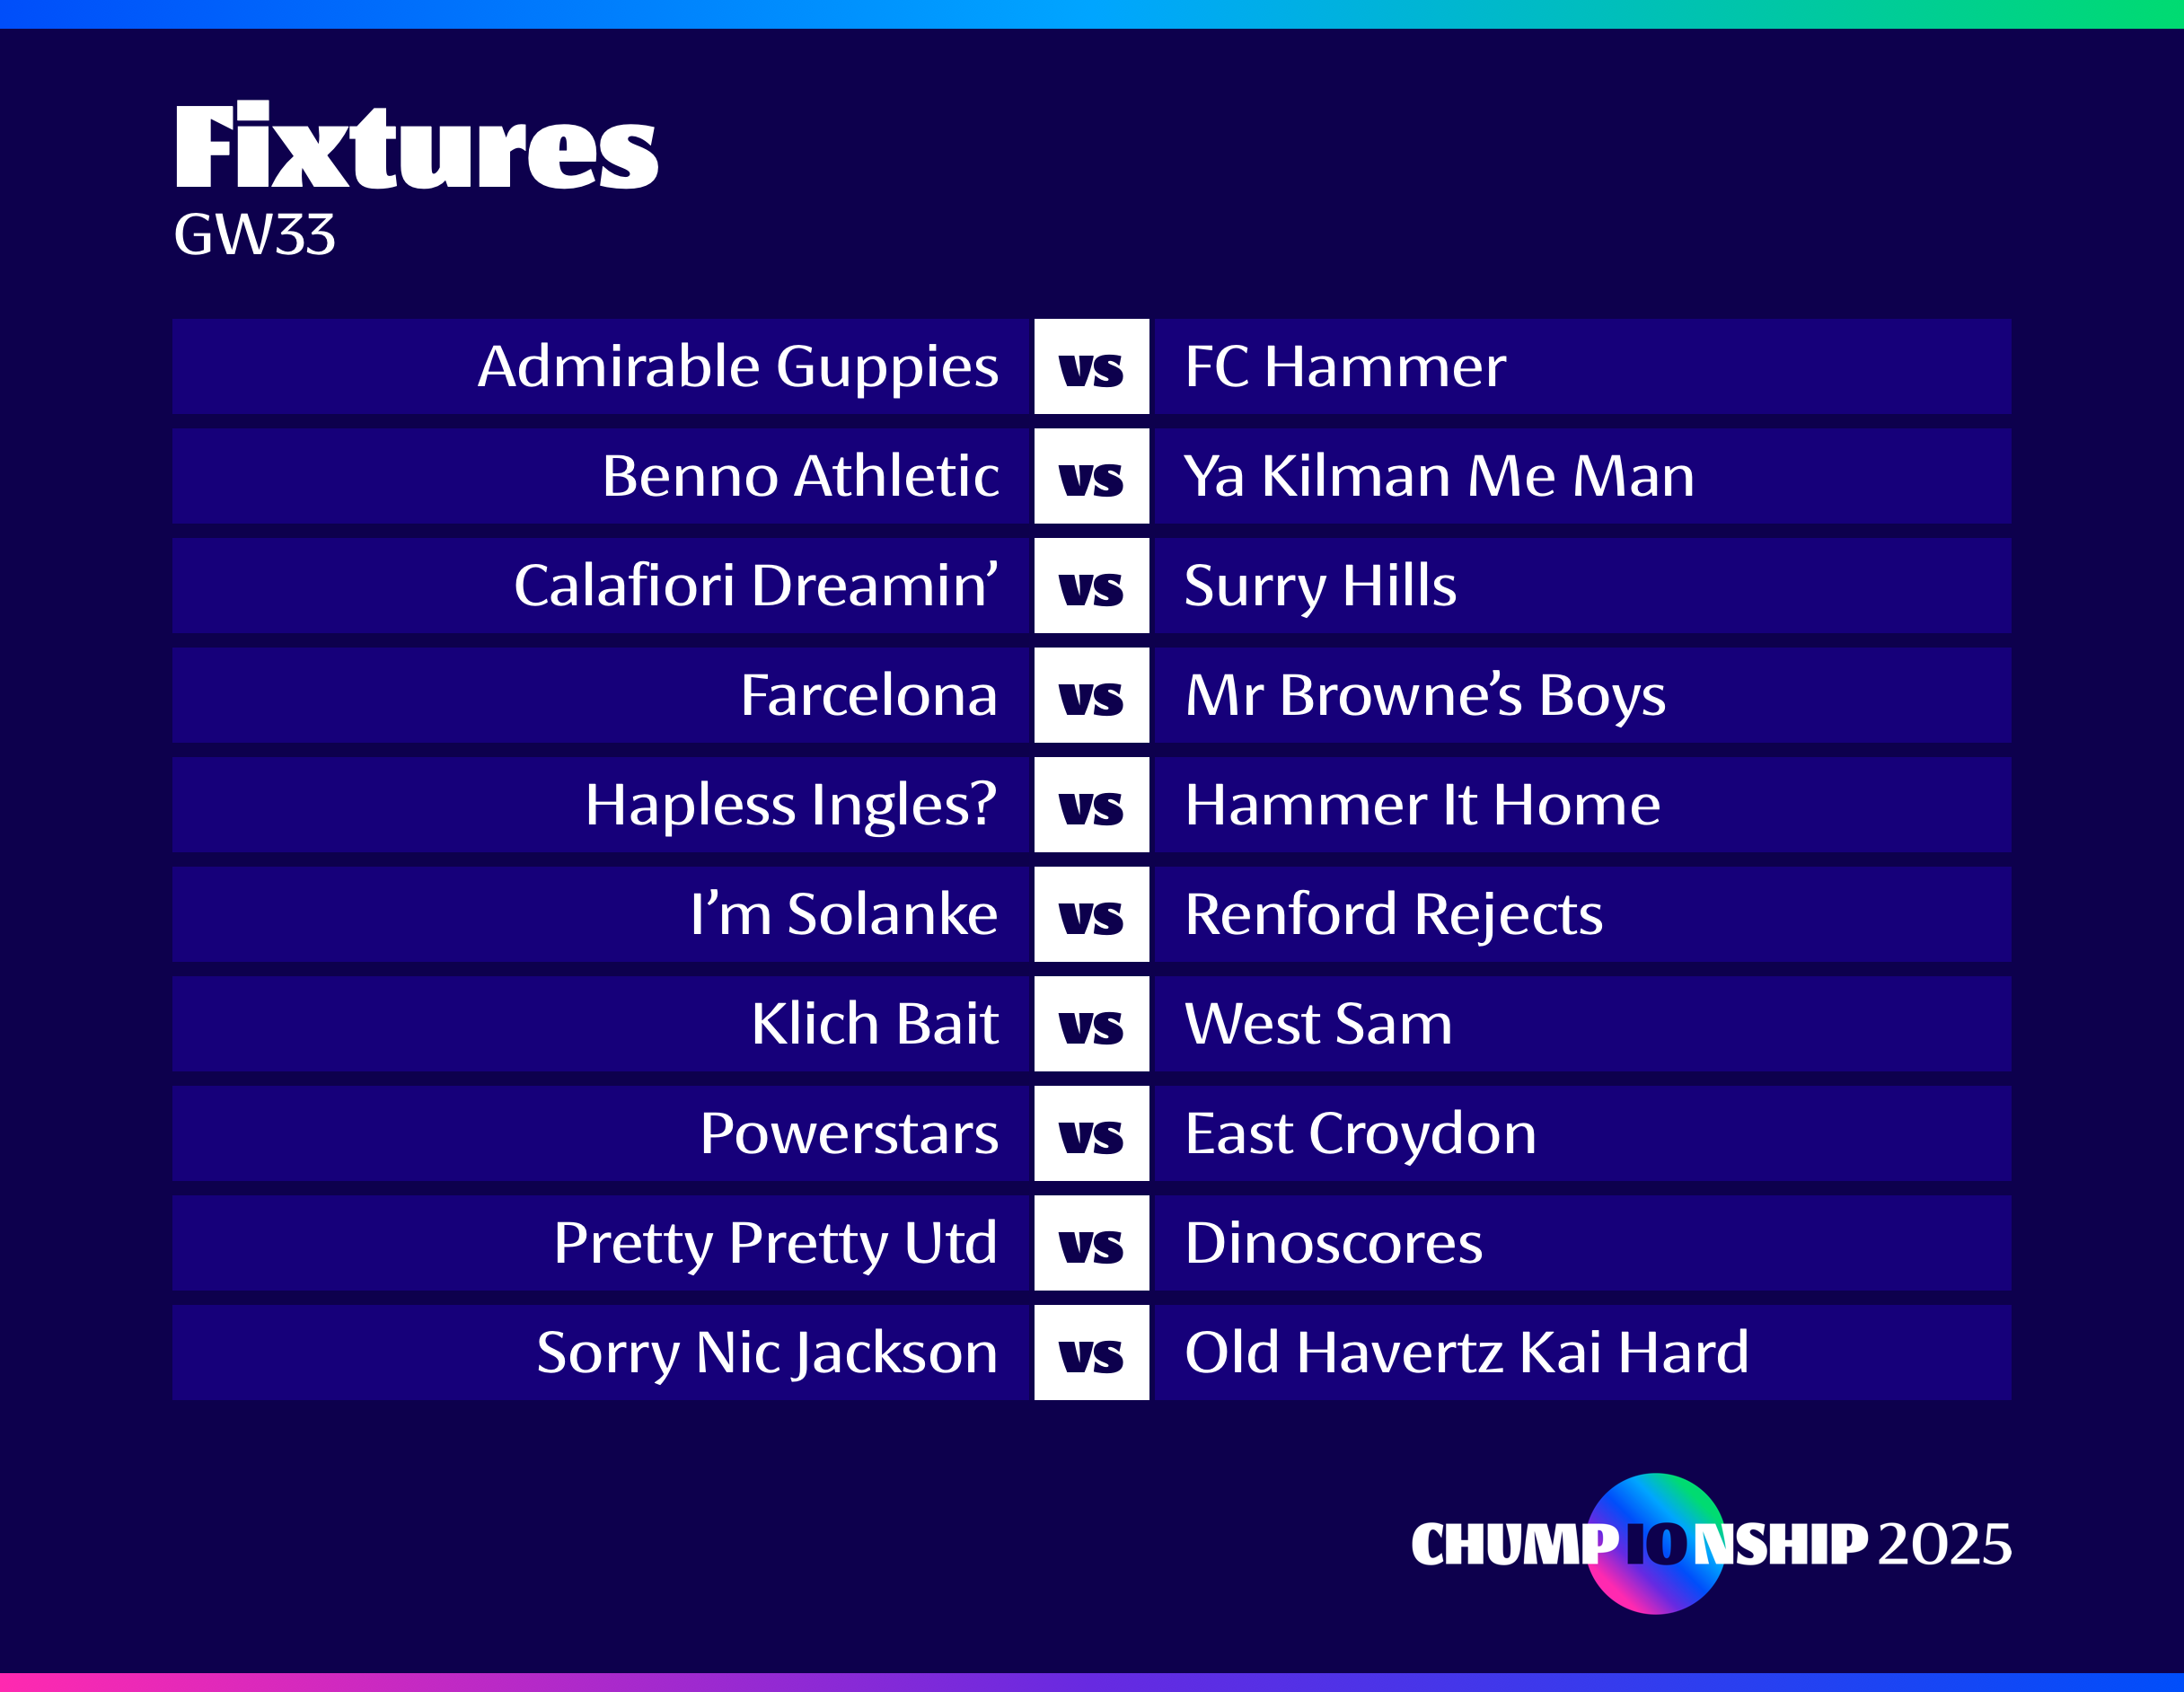 Fixtures
GW33
Admirable Guppies vs FC Hammer
Benno Athletic vs Ya Kilman Me Man
Calafiori Dreamin’ vs Surry Hills
Farcelona vs Mr Browne’s Boys
Hapless Ingles? vs Hammer It Home
I’m Solanke vs Renford Rejects
Klich Bait vs West Sam
Powerstars vs East Croydon
Pretty Pretty Utd vs Dinoscores
Sorry Nic Jackson vs Old Havertz Kai Hard
CHUMPIONSHIP 2025